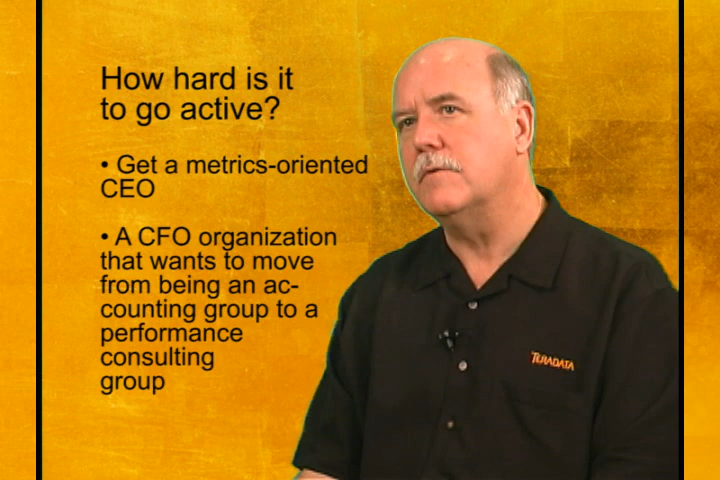 How hard is it
to go active?
• Get a metrics-oriented
CEO
• A CFO organization
that wants to move
from being an ac-
counting group to a
performance
consulting
group
TERADATA